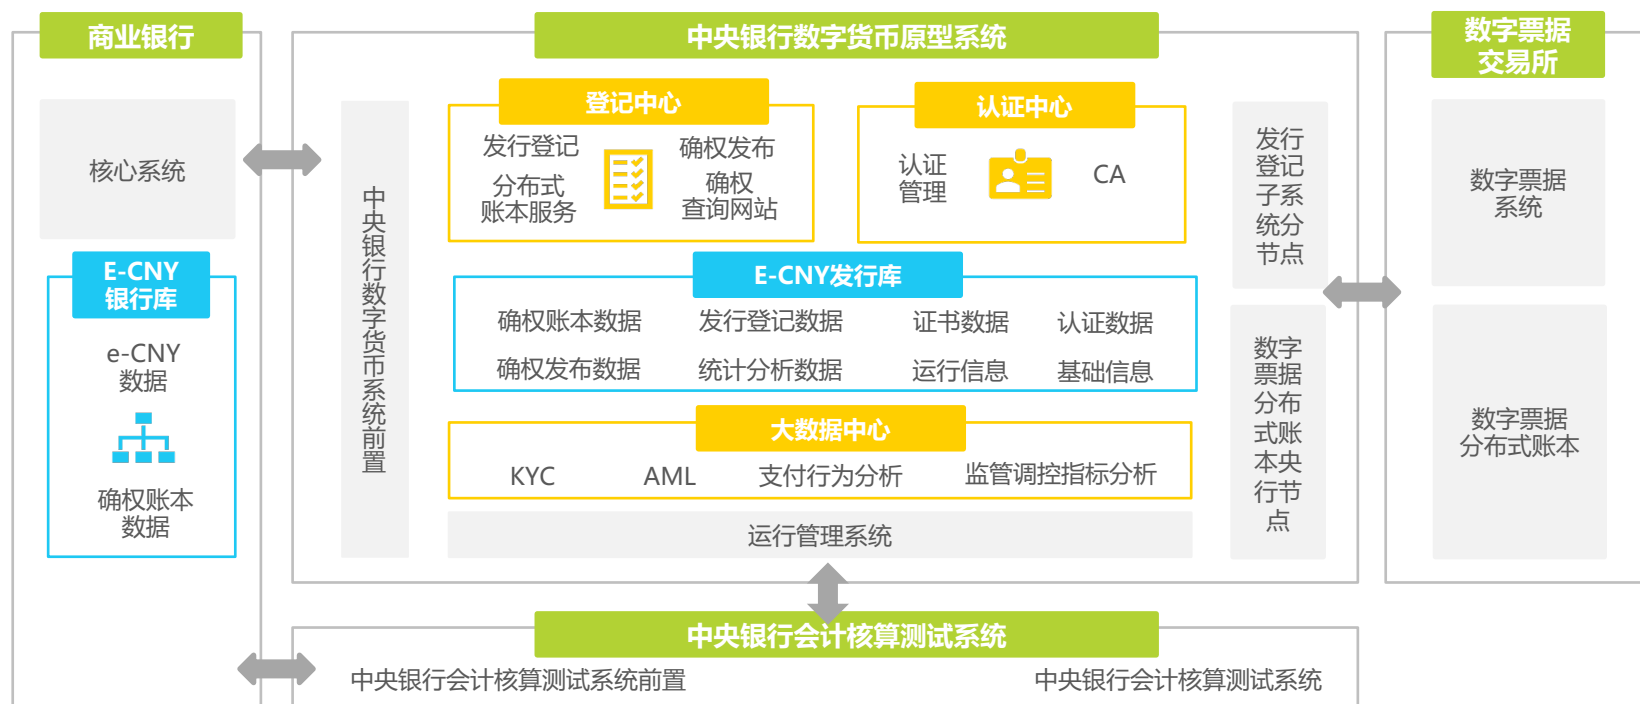 商业银行
核心系统
E-CNY
银行库
e-CNY
数据
确权账本
数据
中央银行数字货币原型系统
中央银行数字货币系统前置
登记中心
发行登记
分布式
账本服务
确权发布
确权
查询网站
认证中心
认证
管理
CA
E-CNY发行库
确权账本数据
发行登记数据
证书数据
认证数据
确权发布数据
统计分析数据
运行信息
基础信息
大数据中心
KYC
AML
支付行为分析
监管调控指标分析
运行管理系统
发行
登记
子系
统分
节点
数字
票据
分布
式账
本央
行节
点
数字票据
交易所
数字票据
系统
数字票据
分布式账本
中央银行会计核算测试系统
中央银行会计核算测试系统前置
中央银行会计核算测试系统